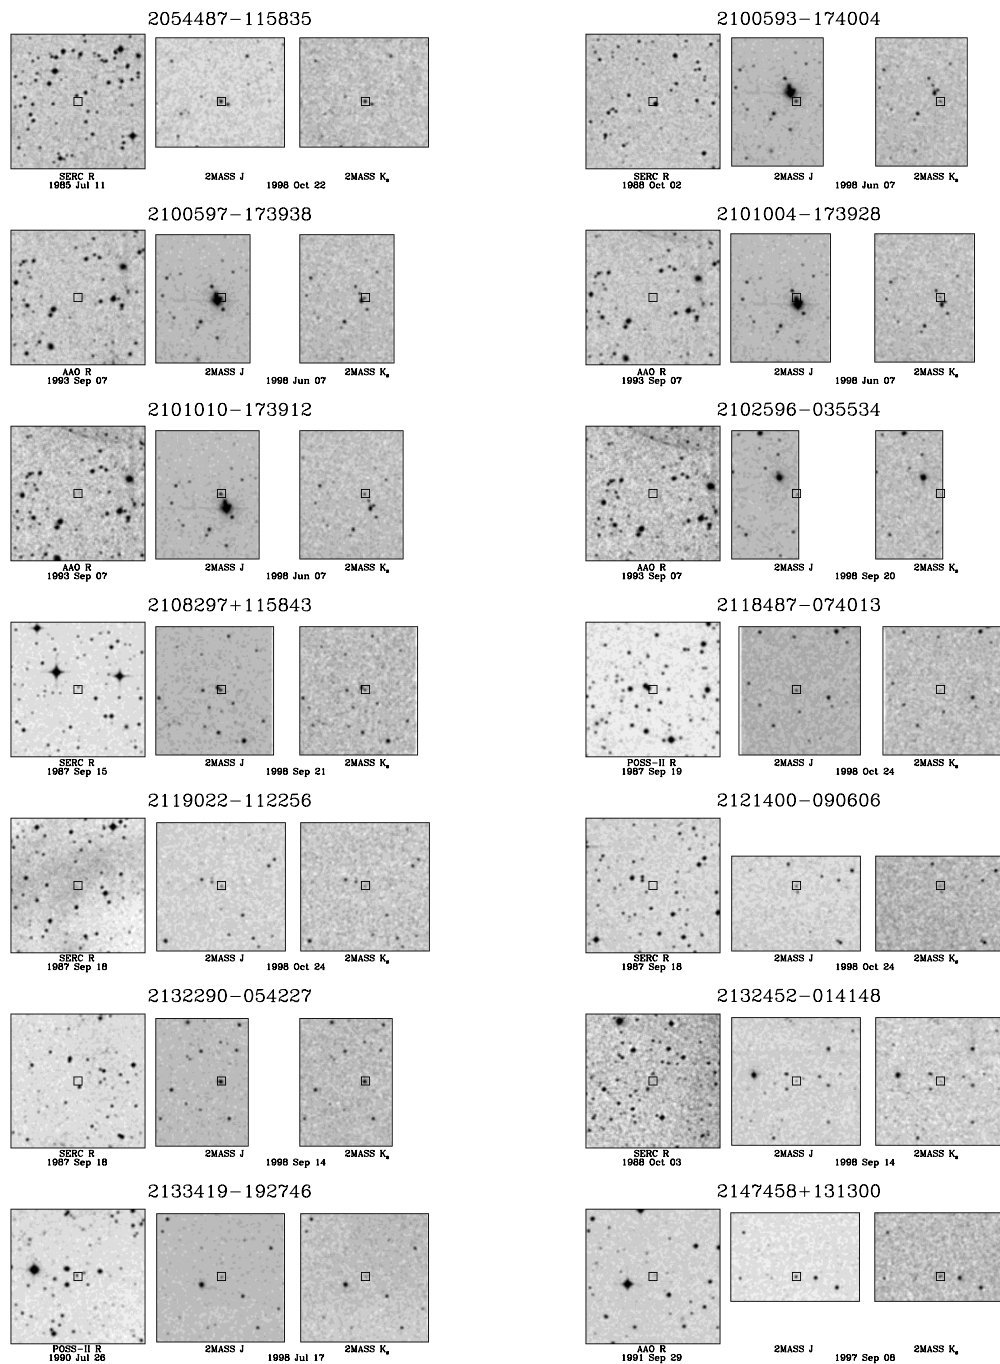 2054487−115835
2100593−174004
SERC R
1985 Jul 11
2MASS J
1998 Oct 22
2MASS Ks
SERC R
1988 Oct 02
2MASS J
1998 Jun 07
2MASS Ks
2100597−173938
2101004−173928
AAO R
1993 Sep 07
2MASS J
1998 Jun 07
2MASS Ks
AAO R
1993 Sep 07
2MASS J
1998 Jun 07
2MASS Ks
2101010−173912
2102596−035534
AAO R
1993 Sep 07
2MASS J
1998 Jun 07
2MASS Ks
AAO R
1993 Sep 07
2MASS J
1998 Sep 20
2MASS Ks
2108297+115843
2118487−074013
SERC R
1987 Sep 15
2MASS J
1998 Sep 21
2MASS Ks
POSS−II R
1987 Sep 19
2MASS J
1998 Oct 24
2MASS Ks
2119022−112256
2121400−090606
SERC R
1987 Sep 18
2MASS J
1998 Oct 24
2MASS Ks
SERC R
1987 Sep 18
2MASS J
1998 Oct 24
2MASS Ks
2132290−054227
2132452−014148
SERC R
1987 Sep 18
2MASS J
1998 Sep 14
2MASS Ks
SERC R
1988 Oct 03
2MASS J
1998 Sep 14
2MASS Ks
2133419−192746
2147458+131300
POSS−II R
1990 Jul 26
2MASS J
1998 Jul 17
2MASS Ks
AAO R
1991 Sep 29
2MASS J
1997 Sep 08
2MASS Ks